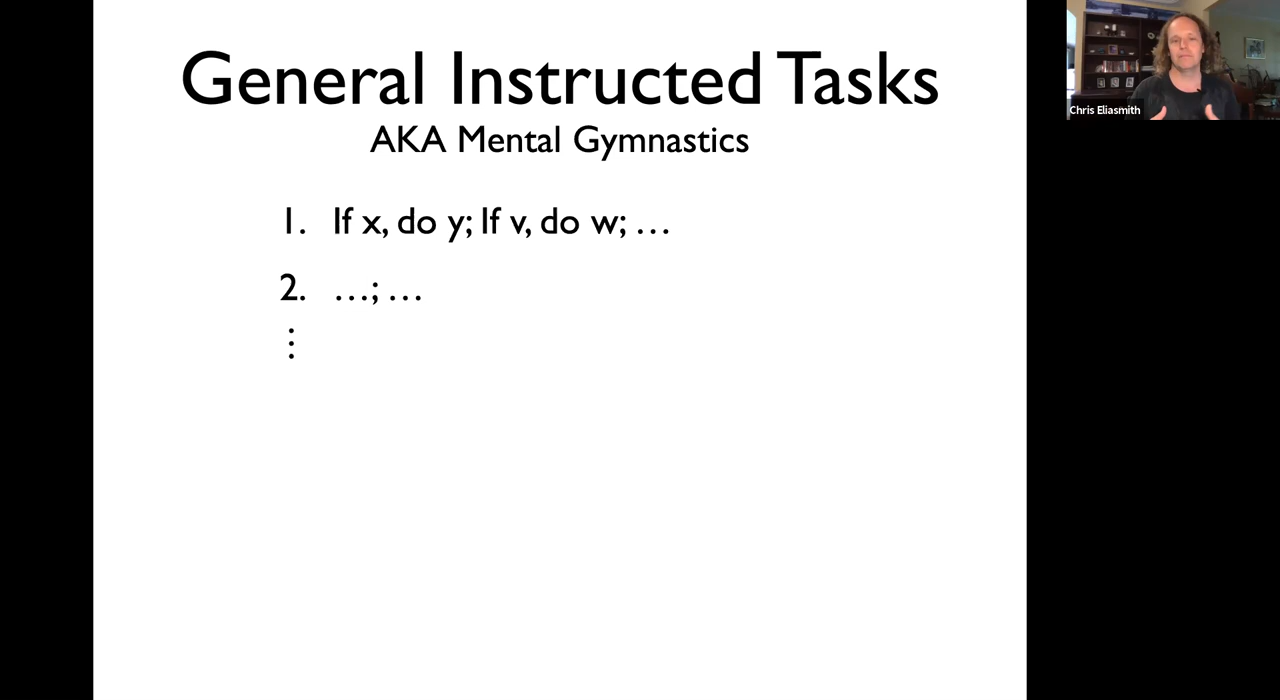 General Instructed Tasks
AKA Mental Gymnastics
1. If x, do y; If v, do w; …
2. …; …
⋮
Chris Eliasmith